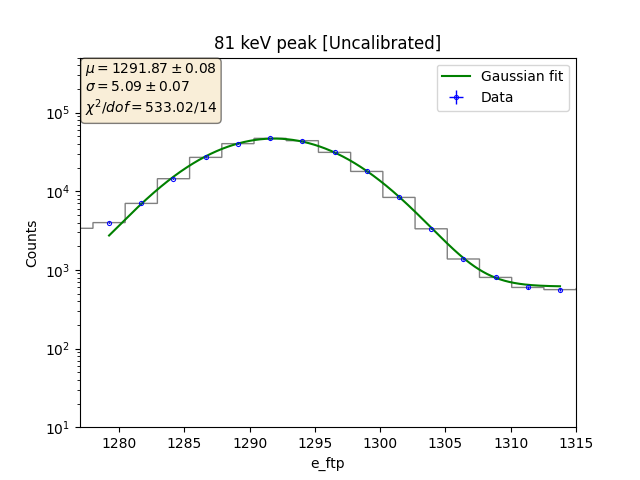 81 keV peak [Uncalibrated]
μ = 1291.87 ± 0.08
σ = 5.09 ± 0.07
χ²/dof = 533.02/14
Gaussian fit
Data
10⁵
10⁴
10³
10²
10¹
Counts
1280 1285 1290 1295 1300 1305 1310 1315
e_ftp